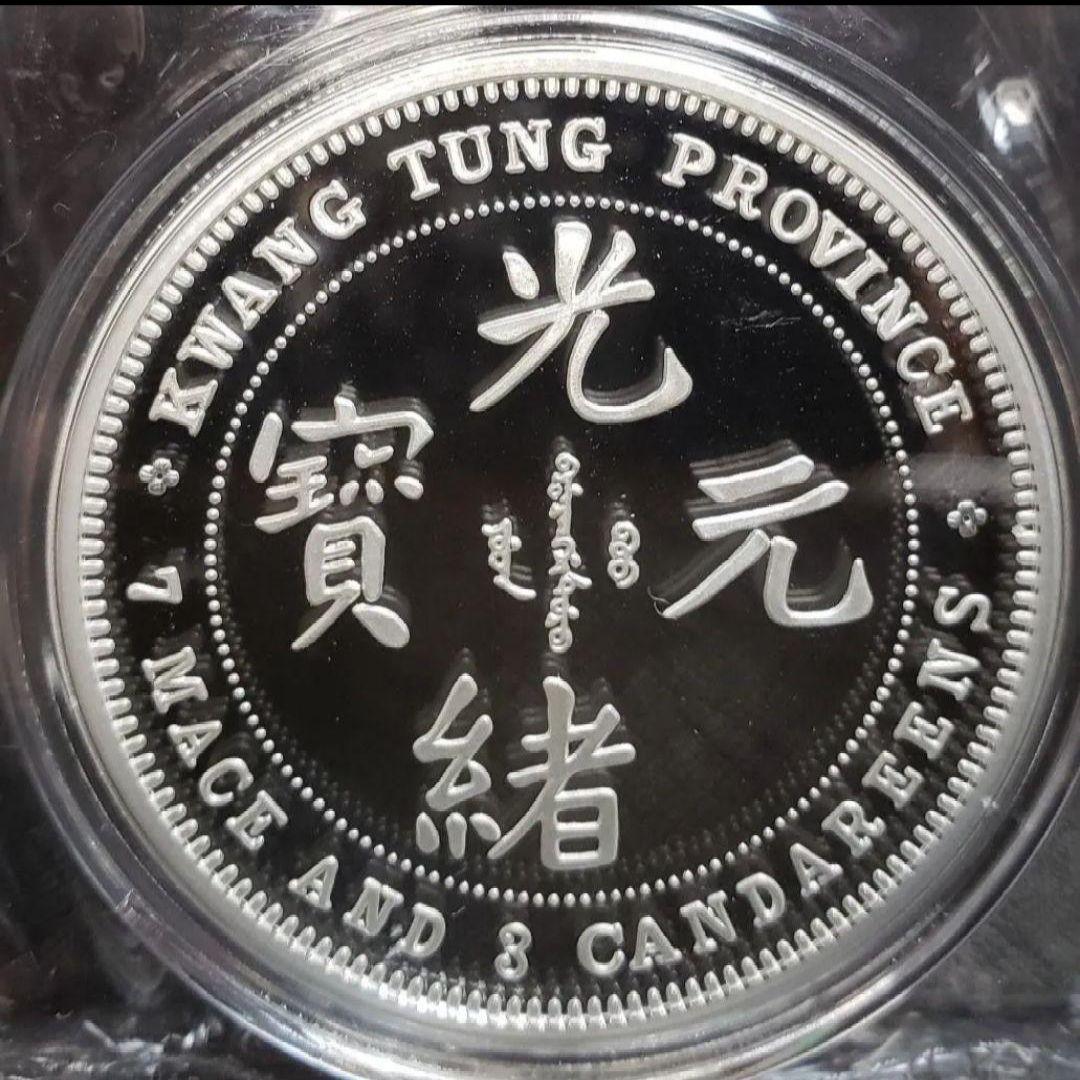 KWANG TUNG PROVINCE
光緒元寶
7 MACE AND 3 CANDAREENS